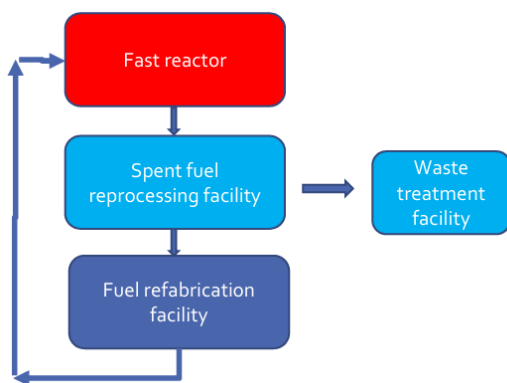 Fast reactor
Spent fuel
reprocessing facility
Waste
treatment
facility
Fuel refabrication
facility